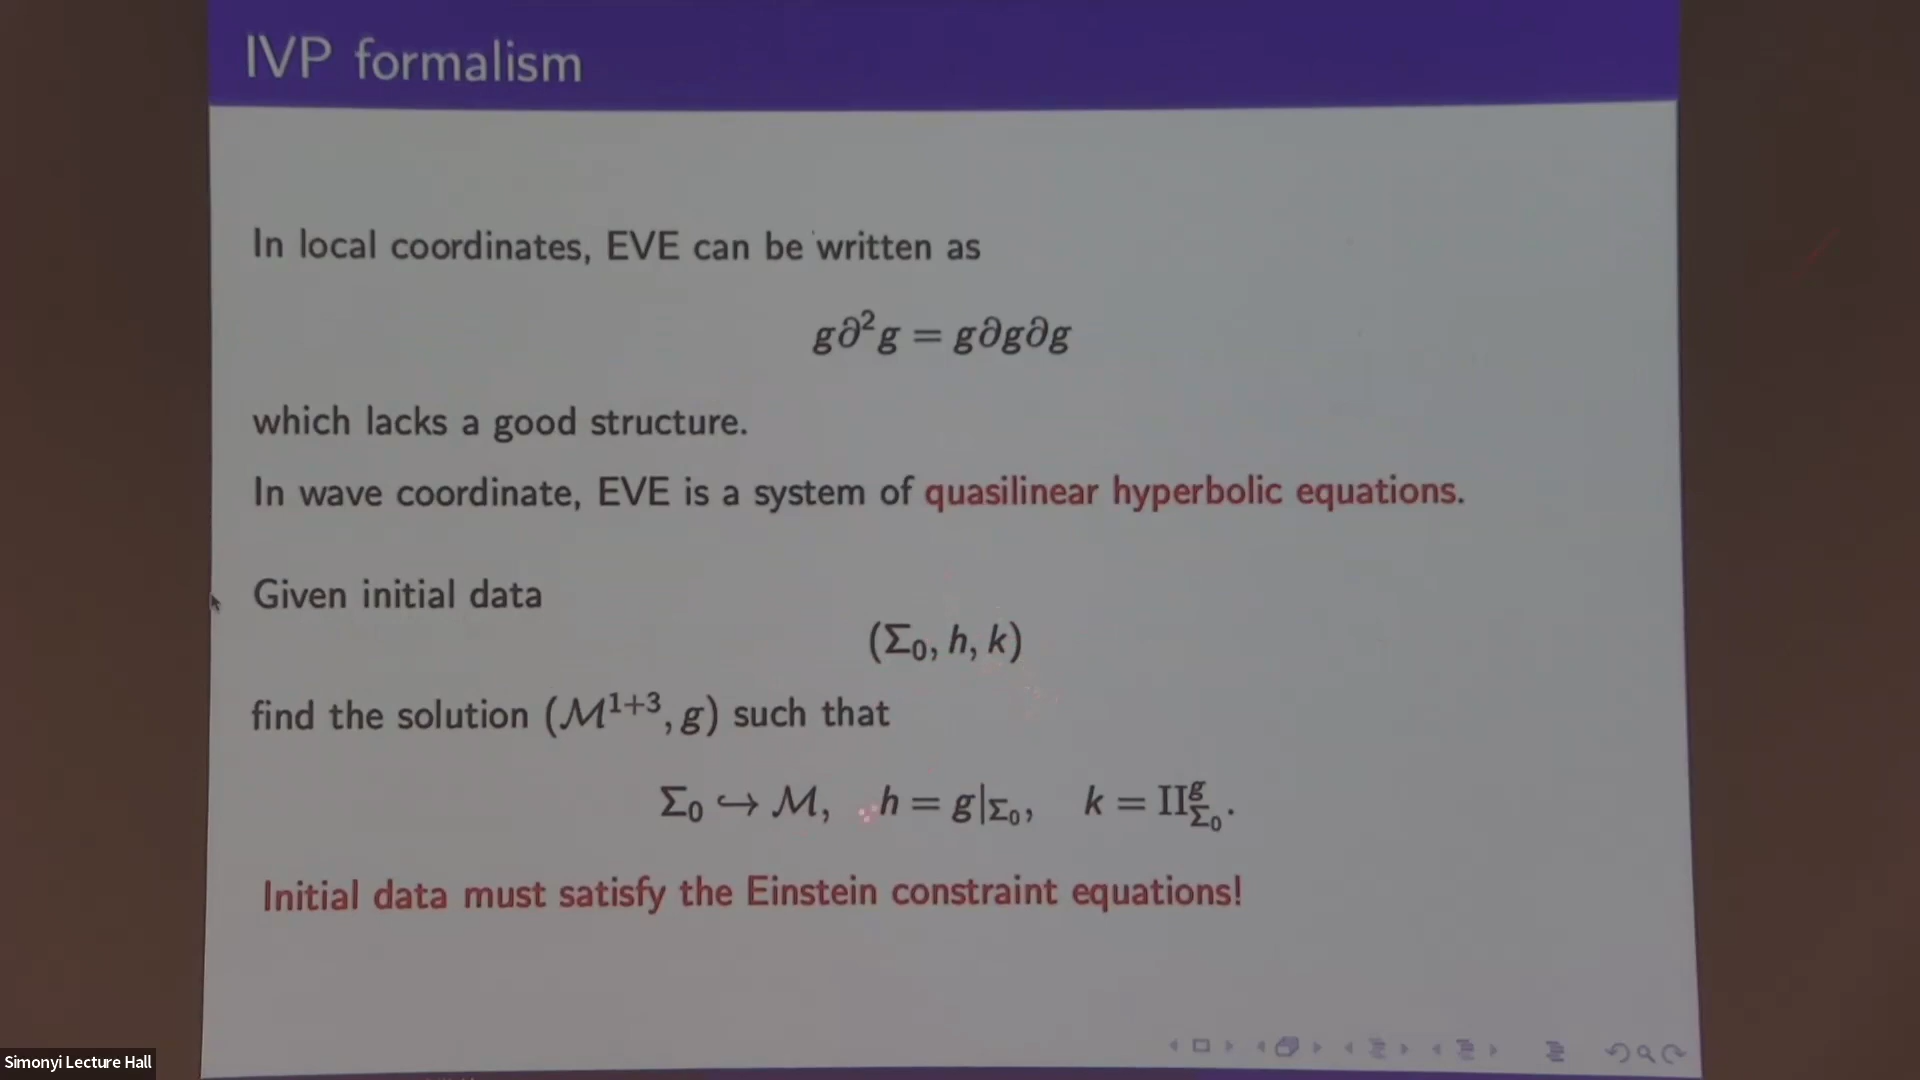 IVP formalism
In local coordinates, EVE can be written as
g∂²g = g∂g∂g
which lacks a good structure.
In wave coordinate, EVE is a system of quasilinear hyperbolic equations.
Given initial data
(Σ₀, h, k)
find the solution (ℳ¹⁺³, g) such that
Σ₀ ↪ ℳ, h = g|_Σ₀, k = II^g_Σ₀.
Initial data must satisfy the Einstein constraint equations!
Simonyi Lecture Hall